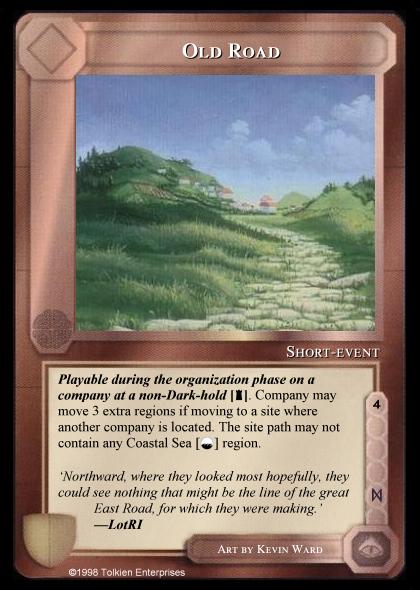 OLD ROAD
SHORT-EVENT
Playable during the organization phase on a
company at a non-Dark-hold []. Company may
move 3 extra regions if moving to a site where
another company is located. The site path may not
contain any Coastal Sea [] region.
4
‘Northward, where they looked most hopefully, they
could see nothing that might be the line of the great
East Road, for which they were making.’
—LotRI
ART BY KEVIN WARD
©1998 Tolkien Enterprises